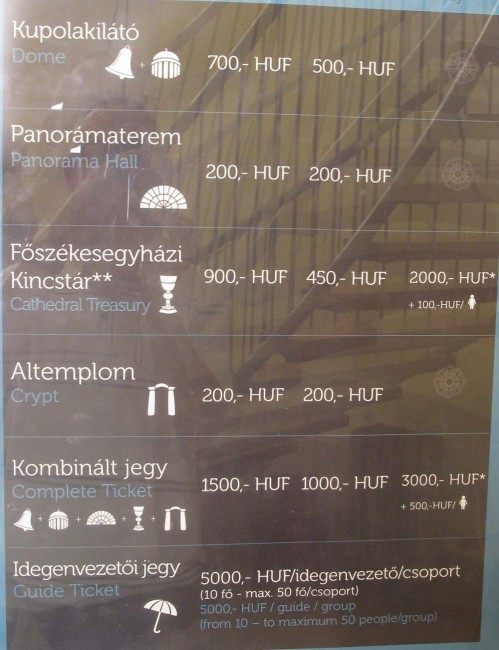 Kupolakilátó
Dome
+
700,- HUF 500,- HUF
Panorámaterem
Panorama Hall
200,- HUF 200,- HUF
Főszékesegyházi
Kincstár**
Cathedral Treasury
900,- HUF 450,- HUF 2000,- HUF*
+ 100,-HUF/
Altemplom
Crypt
200,- HUF 200,- HUF
Kombinált jegy
Complete Ticket
+ + + +
1500,- HUF 1000,- HUF 3000,- HUF*
+ 500,-HUF/
Idegenvezetői jegy
Guide Ticket
5000,- HUF/idegenvezető/csoport
(10 fő - max. 50 fő/csoport)
5000,- HUF / guide / group
(from 10 – to maximum 50 people/group)